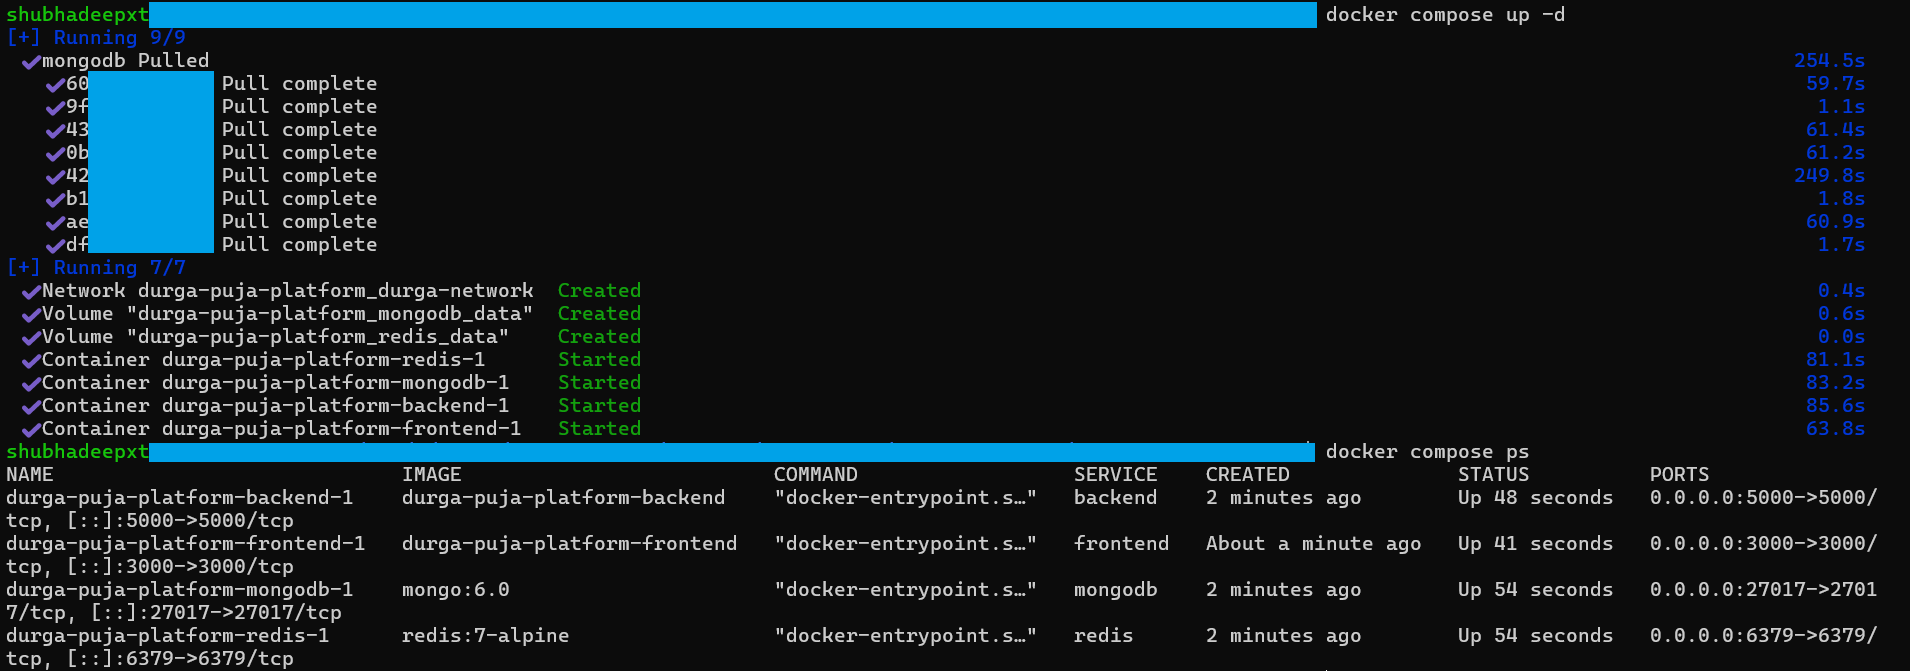 shubhadeepxt docker compose up -d
[+] Running 9/9
✔mongodb Pulled 254.5s
✔60 Pull complete 59.7s
✔9f Pull complete 1.1s
✔43 Pull complete 61.4s
✔0b Pull complete 61.2s
✔42 Pull complete 249.8s
✔b1 Pull complete 1.8s
✔ae Pull complete 60.9s
✔df Pull complete 1.7s
[+] Running 7/7
✔Network durga-puja-platform_durga-network Created 0.4s
✔Volume "durga-puja-platform_mongodb_data" Created 0.6s
✔Volume "durga-puja-platform_redis_data" Created 0.0s
✔Container durga-puja-platform-redis-1 Started 81.1s
✔Container durga-puja-platform-mongodb-1 Started 83.2s
✔Container durga-puja-platform-backend-1 Started 85.6s
✔Container durga-puja-platform-frontend-1 Started 63.8s
shubhadeepxt docker compose ps
NAME IMAGE COMMAND SERVICE CREATED STATUS PORTS
durga-puja-platform-backend-1 durga-puja-platform-backend "docker-entrypoint.s…" backend 2 minutes ago Up 48 seconds 0.0.0.0:5000->5000/
tcp, [::]:5000->5000/tcp
durga-puja-platform-frontend-1 durga-puja-platform-frontend "docker-entrypoint.s…" frontend About a minute ago Up 41 seconds 0.0.0.0:3000->3000/
tcp, [::]:3000->3000/tcp
durga-puja-platform-mongodb-1 mongo:6.0 "docker-entrypoint.s…" mongodb 2 minutes ago Up 54 seconds 0.0.0.0:27017->2701
7/tcp, [::]:27017->27017/tcp
durga-puja-platform-redis-1 redis:7-alpine "docker-entrypoint.s…" redis 2 minutes ago Up 54 seconds 0.0.0.0:6379->6379/
tcp, [::]:6379->6379/tcp